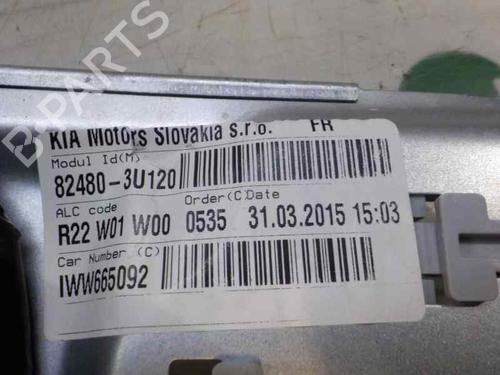 B-PARTS
KIA Motors Slovakia s.r.o. FR
Modul Id(M)
82480-3U120
ALC code Order(C) Date
R22 W01 W00 0535 31.03.2015 15:03
Car Number (C)
IWW665092